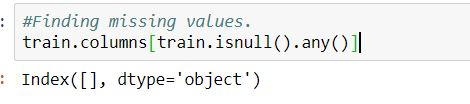 #Finding missing values.
train.columns[train.isnull().any()]
Index([], dtype='object')